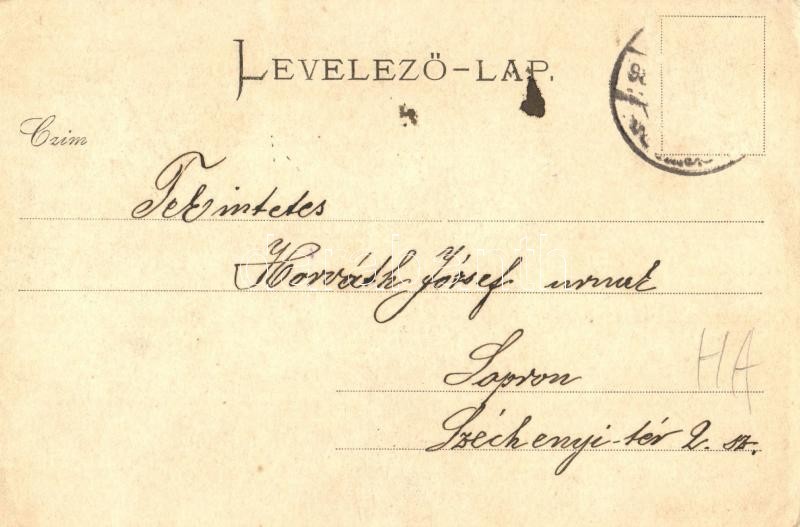 LEVELEZŐ-LAP.
Czim
Tekintetes
Horváth József urnak
Sopron
HA
Széchenyi-tér 2. sz.